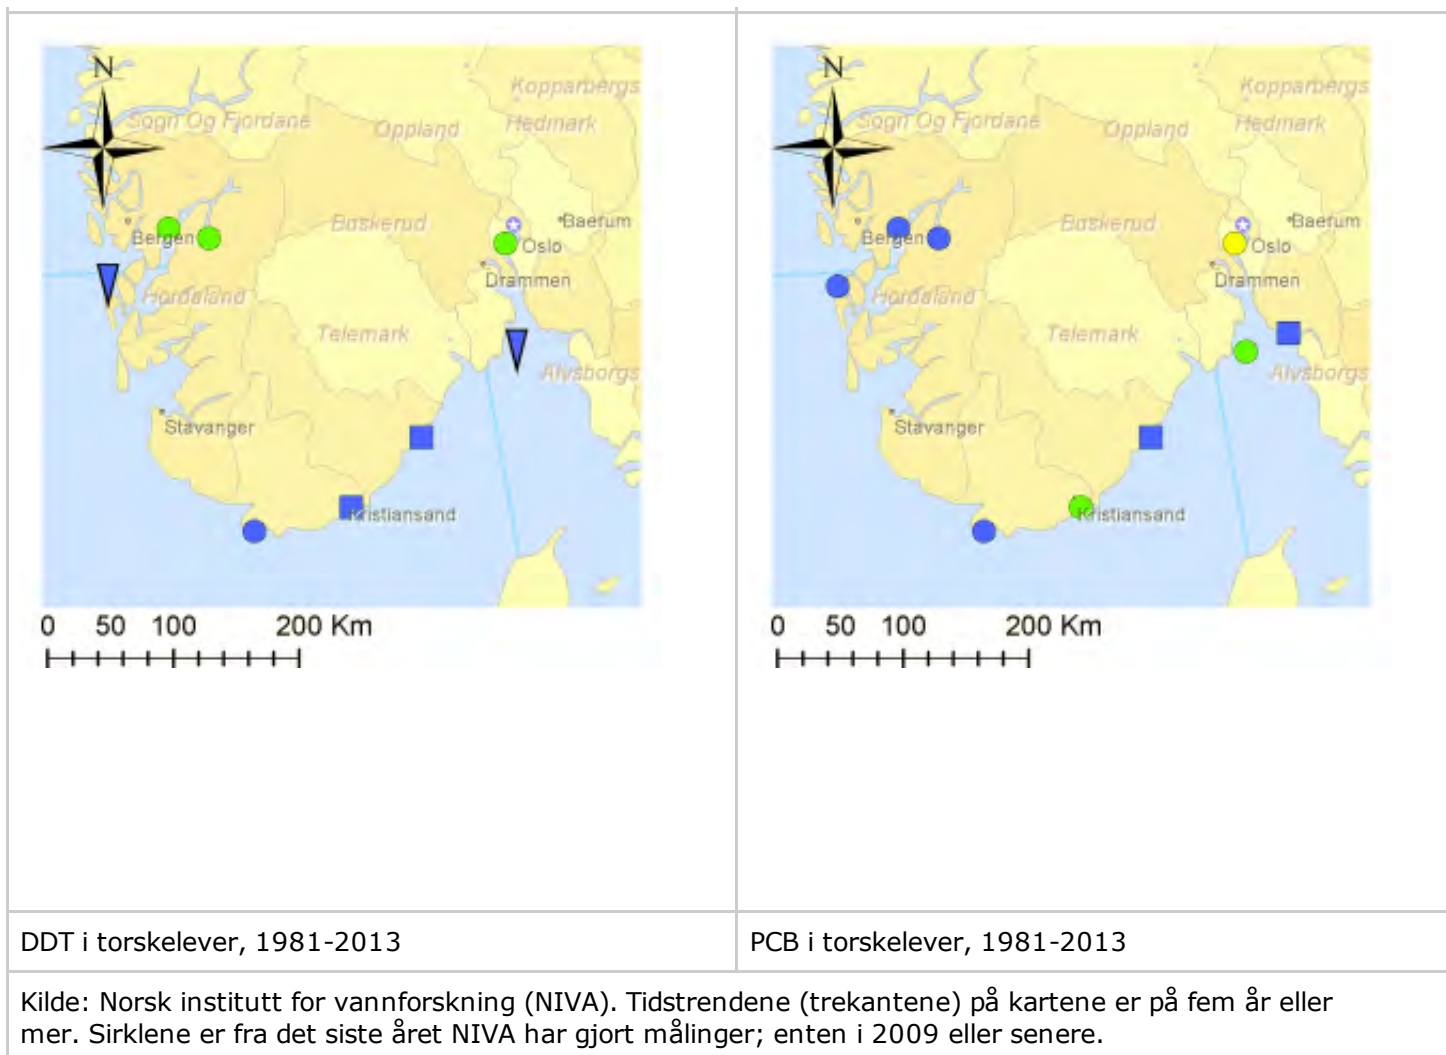 N
Kopparbergs
Sogn Og Fjordane
Oppland
Hedmark
Buskerud
Baerum
Bergen
Oslo
Drammen
Hordaland
Telemark
Alvsborgs
Stavanger
Kristiansand
0 50 100 200 Km
N
Kopparbergs
Sogn Og Fjordane
Oppland
Hedmark
Buskerud
Baerum
Bergen
Oslo
Drammen
Hordaland
Telemark
Alvsborgs
Stavanger
Kristiansand
0 50 100 200 Km
DDT i torskelever, 1981-2013
PCB i torskelever, 1981-2013
Kilde: Norsk institutt for vannforskning (NIVA). Tidstrendene (trekantene) på kartene er på fem år eller
mer. Sirklene er fra det siste året NIVA har gjort målinger; enten i 2009 eller senere.